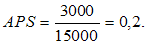 APS = 3000/15000 = 0,2.